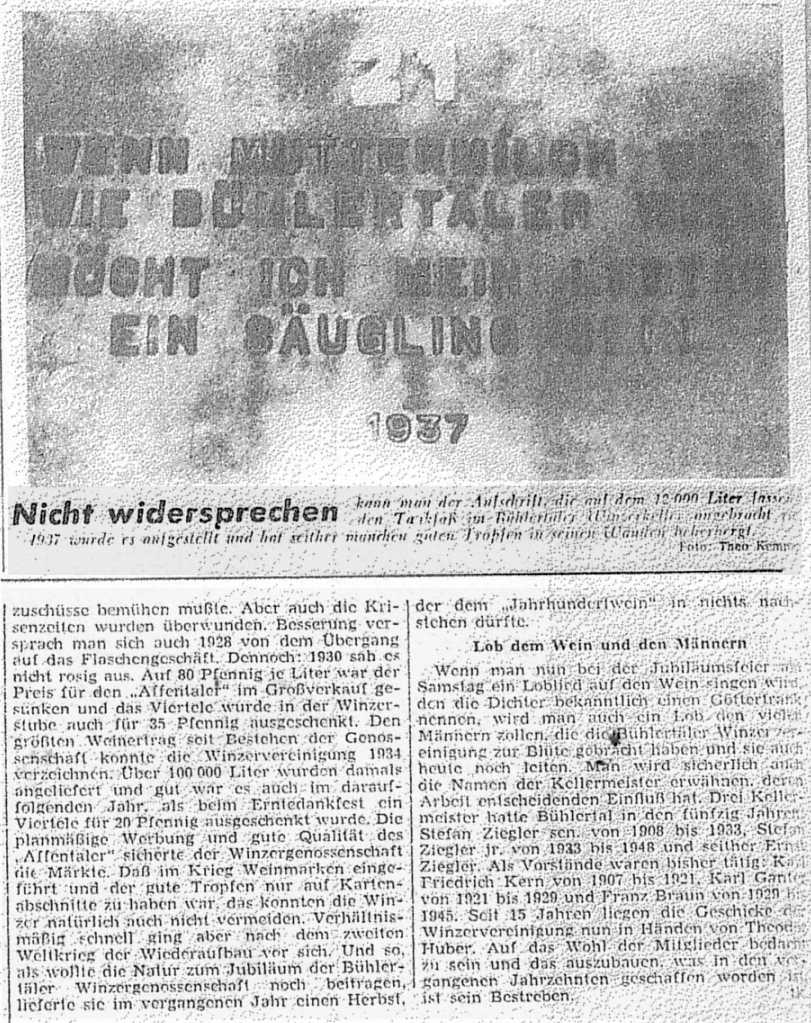 WENN MUTTERMILCH WÄR
WIE BÜHLERTÄLER WEIN
MÖCHT ICH MEIN
EIN SÄUGLING SEIN
1937
Nicht widersprechen kann man der Aufschrift, die auf dem 12 000 Liter
den im Bühlertaler Winzerkeller angebracht
1937 wurde es aufgestellt und hat seither manchen guten Tropfen in seinen Wänden beherbergt.
Foto: Theo
zuschüsse bemühen mußte. Aber auch die Kri-
senzeiten wurden überwunden. Besserung ver-
sprach man sich auch 1928 von dem Übergang
auf das Flaschengeschäft. Dennoch: 1930 sah es
nicht rosig aus. Auf 80 Pfennig je Liter war der
Preis für den „Affentaler" im Großverkauf ge-
sunken und das Viertele wurde in der Winzer-
stube auch für 35 Pfennig ausgeschenkt. Den
größten Weinertrag seit Bestehen der Genos-
senschaft konnte die Winzervereinigung 1934
verzeichnen. Über 100 000 Liter wurden damals
angeliefert und gut war es auch im darauf-
folgenden Jahr, als beim Erntedankfest ein
Viertele für 20 Pfennig ausgeschenkt wurde. Die
planmäßige Werbung und gute Qualität des
„Affentaler" sicherte der Winzergenossenschaft
die Märkte. Daß im Krieg Weinmarken einge-
führt und der gute Tropfen nur auf Karten-
abschnitte zu haben war, das konnten die Win-
zer natürlich auch nicht vermeiden. Verhältnis-
mäßig schnell ging aber nach dem zweiten
Weltkrieg der Wiederaufbau vor sich. Und so,
als wollte die Natur zum Jubiläum der Bühler-
täler Winzergenossenschaft noch beitragen,
lieferte sie im vergangenen Jahr einen Herbst,
der dem „Jahrhundertwein" in nichts nach-
stehen dürfte.
Lob dem Wein und den Männern
Wenn man nun bei der Jubiläumsfeier am
Samstag ein Loblied auf den Wein singen wird,
den die Dichter bekanntlich einen Göttertrank
nennen, wird man auch ein Lob den vielen
Männern zollen, die die Bühlertäler Winzerver-
einigung zur Blüte gebracht haben und sie auch
heute noch leiten. Man wird sicherlich auch
die Namen der Kellermeister erwähnen, deren
Arbeit entscheidenden Einfluß hat. Drei Keller-
meister hatte Bühlertal in den fünfzig Jahren:
Stefan Ziegler sen. von 1908 bis 1933, Stefan
Ziegler jr. von 1933 bis 1948 und seither Ernst
Ziegler. Als Vorstände waren bisher tätig: Karl
Friedrich Kern von 1907 bis 1921, Karl Ganter
von 1921 bis 1929 und Franz Braun von 1929 bis
1945. Seit 15 Jahren liegen die Geschicke der
Winzervereinigung nun in Händen von Theodor
Huber. Auf das Wohl der Mitglieder bedacht
zu sein und das auszubauen, was in den ver-
gangenen Jahrzehnten geschaffen worden ist,
ist sein Bestreben.